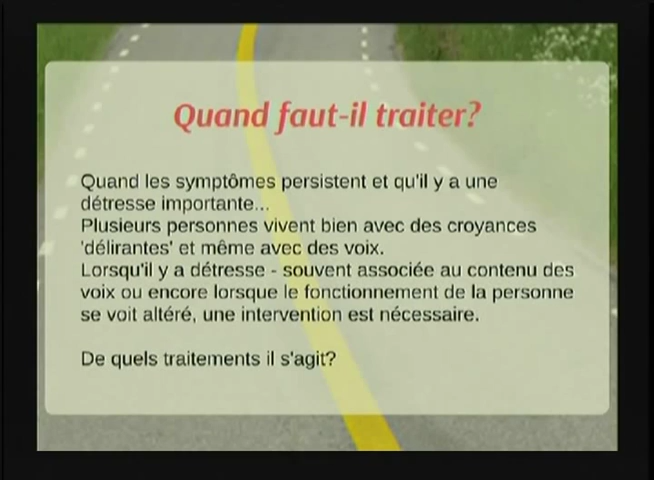 Quand faut-il traiter?
Quand les symptômes persistent et qu'il y a une
détresse importante...
Plusieurs personnes vivent bien avec des croyances
'délirantes' et même avec des voix.
Lorsqu'il y a détresse - souvent associée au contenu des
voix ou encore lorsque le fonctionnement de la personne
se voit altéré, une intervention est nécessaire.
De quels traitements il s'agit?